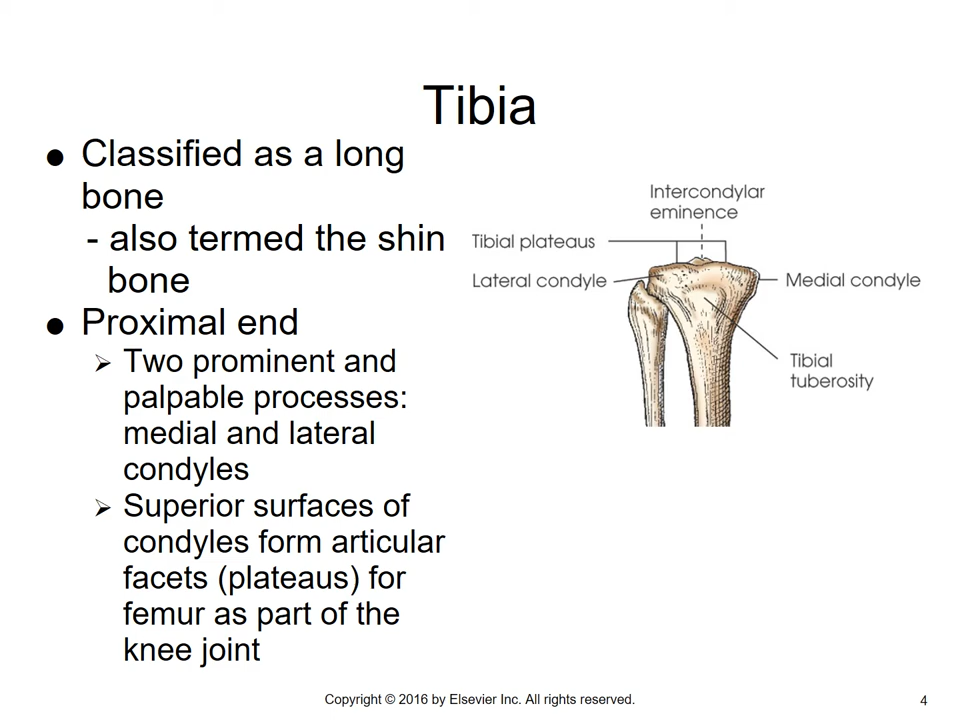 Tibia
● Classified as a long
bone
- also termed the shin
bone
● Proximal end
➢ Two prominent and
palpable processes:
medial and lateral
condyles
➢ Superior surfaces of
condyles form articular
facets (plateaus) for
femur as part of the
knee joint
Intercondylar
eminence
Tibial plateaus
Lateral condyle
Medial condyle
Tibial
tuberosity
Copyright © 2016 by Elsevier Inc. All rights reserved.
4